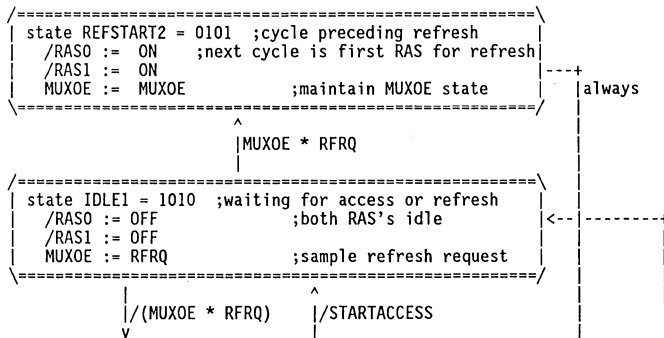 /=====================================================\
| state REFSTART2 = 0101 ;cycle preceding refresh |
| /RAS0 := ON ;next cycle is first RAS for refresh|
| /RAS1 := ON |---+
| MUXOE := MUXOE ;maintain MUXOE state | |always
\=====================================================/
^
|MUXOE * RFRQ
|
/=====================================================\
| state IDLE1 = 1010 ;waiting for access or refresh |
| /RAS0 := OFF ;both RAS's idle |<--+--------+
| /RAS1 := OFF |
| MUXOE := RFRQ ;sample refresh request |
\=====================================================/
| ^
|/(MUXOE * RFRQ) |/STARTACCESS
v |